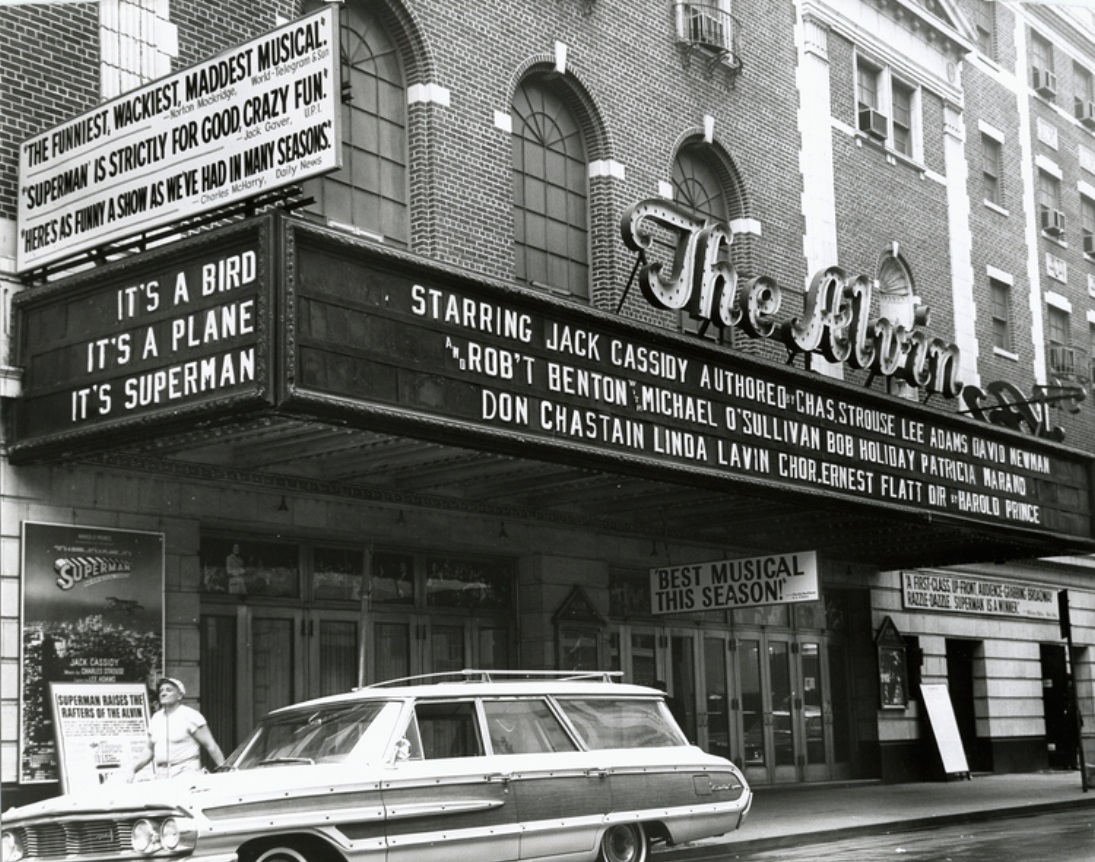 "THE FUNNIEST, WACKIEST, MADDEST MUSICAL."
—Norton Mockridge, World-Telegram & Sun
"'SUPERMAN' IS STRICTLY FOR GOOD, CRAZY FUN."
—Jack Gaver, U.P.I.
"HERE'S AS FUNNY A SHOW AS WE'VE HAD IN MANY SEASONS."
—Charles McHarry, Daily News
IT'S A BIRD
IT'S A PLANE
IT'S SUPERMAN
The Alvin
STARRING JACK CASSIDY AUTHORED BY CHAS. STROUSE LEE ADAMS DAVID NEWMAN
AND ROB'T BENTON WITH MICHAEL O'SULLIVAN BOB HOLIDAY PATRICIA MARAND
DON CHASTAIN LINDA LAVIN CHOR. ERNEST FLATT DIR BY HAROLD PRINCE
SUPERMAN
JACK CASSIDY
SUPERMAN RAISES THE
RAFTERS OF THE ALVIN
"BEST MUSICAL
THIS SEASON!"
"A FIRST-CLASS, UP-FRONT, AUDIENCE-GRABBING BROADWAY
RAZZLE-DAZZLE. SUPERMAN IS A WINNER."